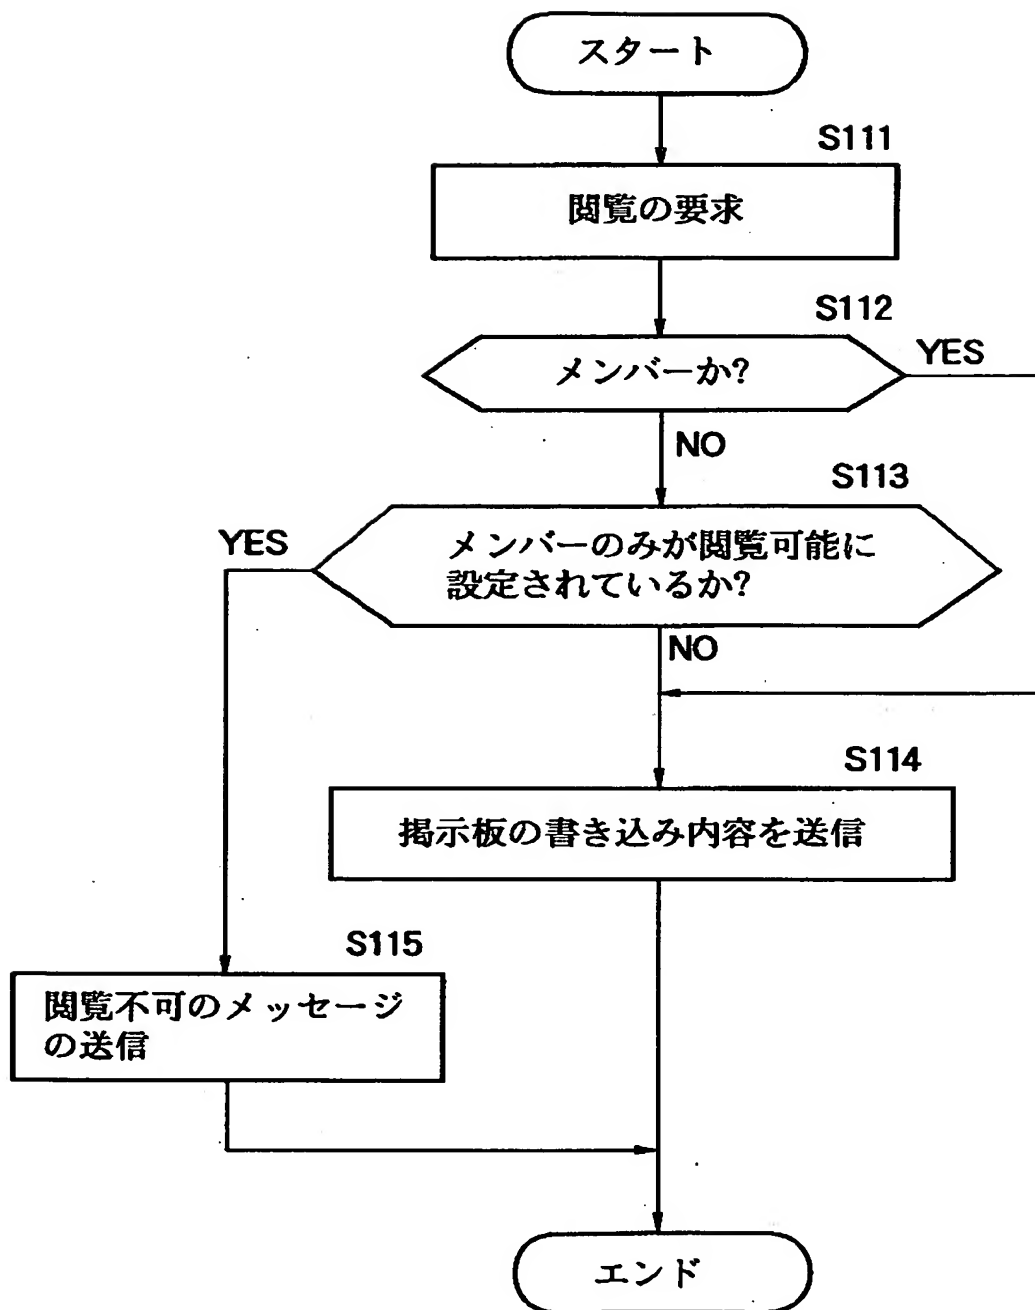 スタート
S111
閲覧の要求
S112
メンバーか?
YES
NO
S113
メンバーのみが閲覧可能に
設定されているか?
YES
NO
S114
掲示板の書き込み内容を送信
S115
閲覧不可のメッセージ
の送信
エンド